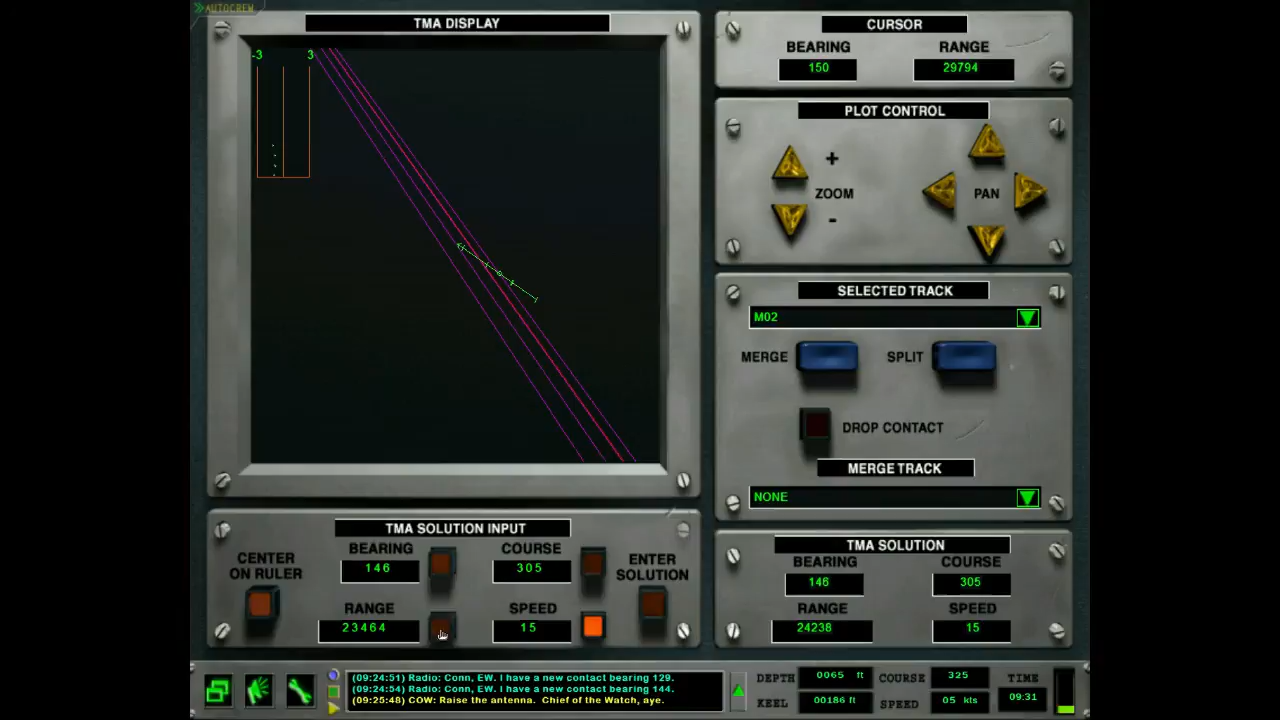 AUTOCREW
TMA DISPLAY
-3
3
CURSOR
BEARING
RANGE
150
29794
PLOT CONTROL
+
ZOOM
-
PAN
SELECTED TRACK
M02
MERGE
SPLIT
DROP CONTACT
MERGE TRACK
NONE
TMA SOLUTION INPUT
CENTER
ON RULER
BEARING
146
COURSE
305
ENTER
SOLUTION
RANGE
23464
SPEED
15
TMA SOLUTION
BEARING
146
COURSE
305
RANGE
24238
SPEED
15
(09:24:51) Radio: Conn, EW. I have a new contact bearing 129.
(09:24:54) Radio: Conn, EW. I have a new contact bearing 144.
(09:25:48) COW: Raise the antenna. Chief of the Watch, aye.
DEPTH 0065 ft COURSE 325 TIME
KEEL 00186 ft SPEED 05 kts 09:31